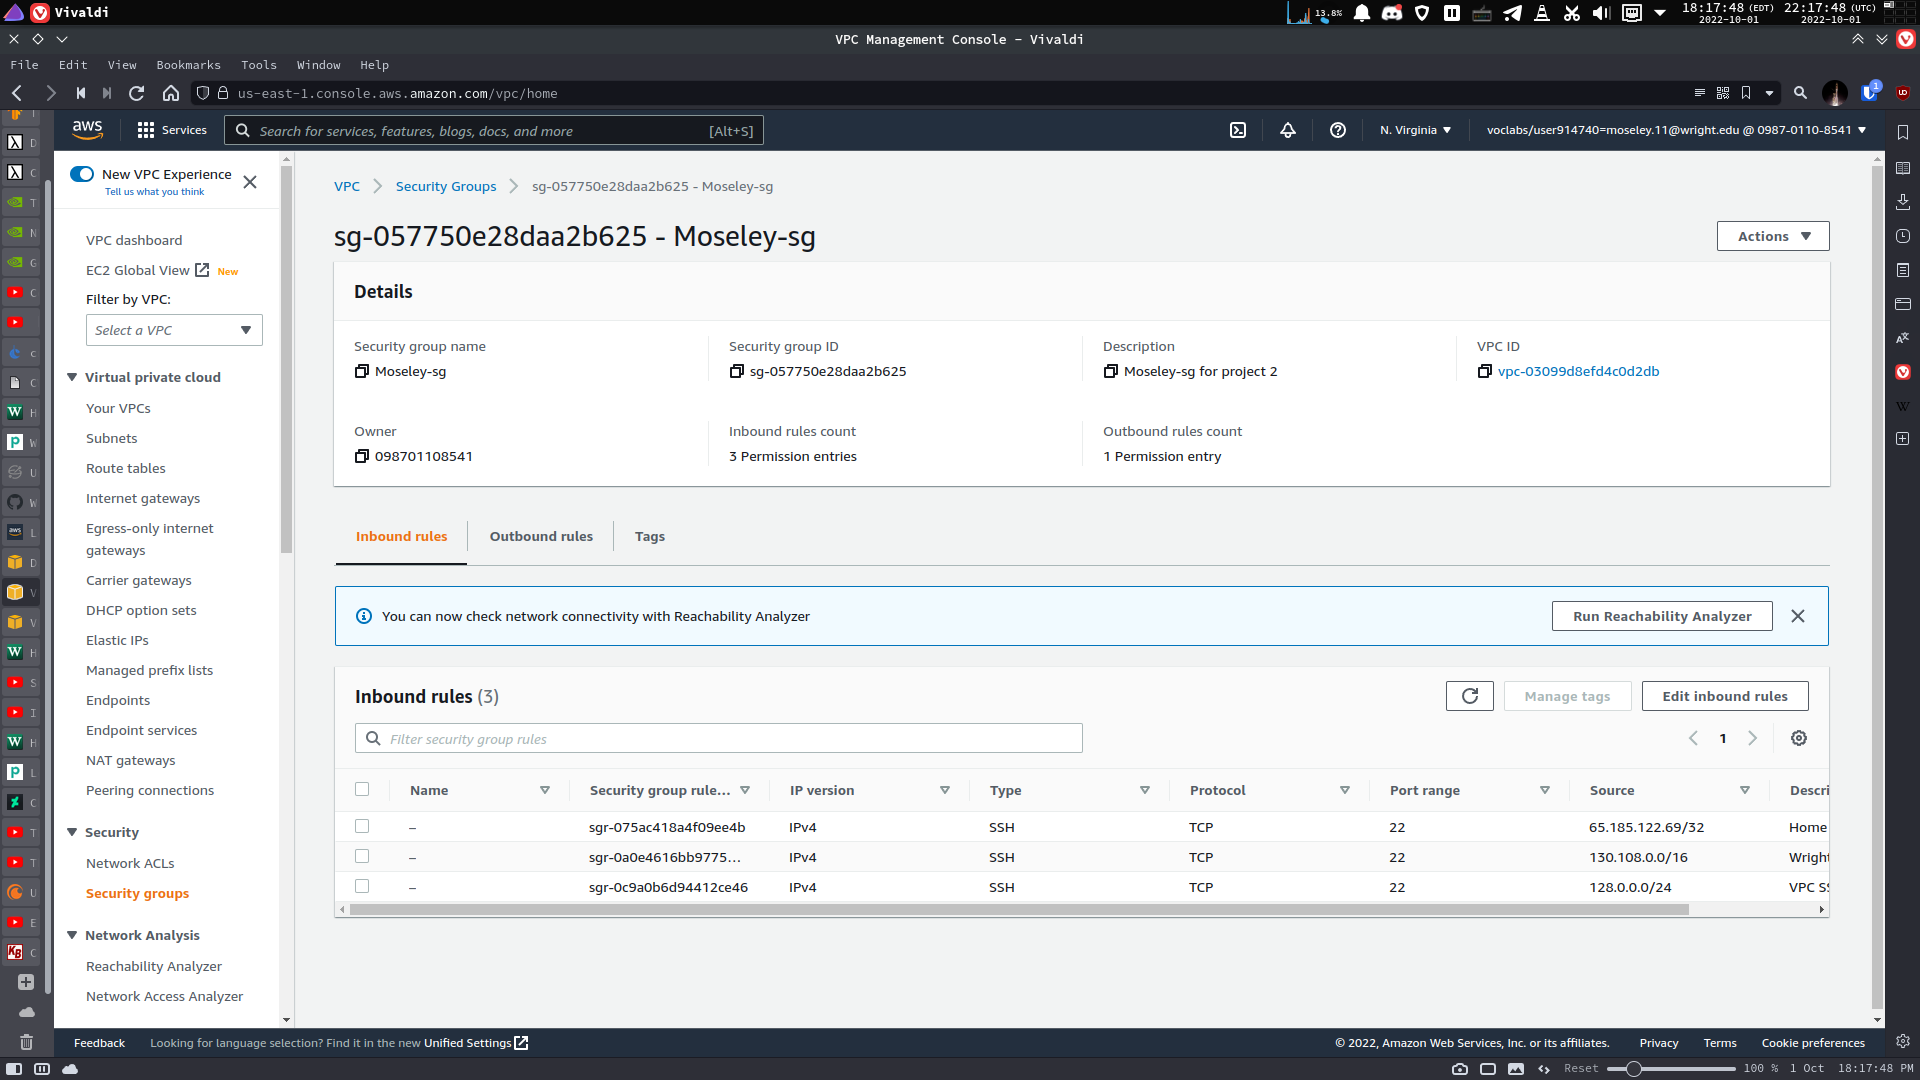 Vivaldi
13.8%
18:17:48 (EDT)
2022-10-01
22:17:48 (UTC)
2022-10-01
VPC Management Console - Vivaldi
File Edit View Bookmarks Tools Window Help
us-east-1.console.aws.amazon.com/vpc/home
1
aws
Services
Search for services, features, blogs, docs, and more [Alt+S]
N. Virginia
voclabs/user914740=moseley.11@wright.edu @ 0987-0110-8541
New VPC Experience
Tell us what you think
VPC dashboard
EC2 Global View New
Filter by VPC:
Select a VPC
Virtual private cloud
Your VPCs
Subnets
Route tables
Internet gateways
Egress-only internet
gateways
Carrier gateways
DHCP option sets
Elastic IPs
Managed prefix lists
Endpoints
Endpoint services
NAT gateways
Peering connections
Security
Network ACLs
Security groups
Network Analysis
Reachability Analyzer
Network Access Analyzer
VPC Security Groups sg-057750e28daa2b625 - Moseley-sg
sg-057750e28daa2b625 - Moseley-sg
Actions
Details
Security group name
Moseley-sg
Security group ID
sg-057750e28daa2b625
Description
Moseley-sg for project 2
VPC ID
vpc-03099d8efd4c0d2db
Owner
098701108541
Inbound rules count
3 Permission entries
Outbound rules count
1 Permission entry
Inbound rules Outbound rules Tags
You can now check network connectivity with Reachability Analyzer
Run Reachability Analyzer
Inbound rules (3)
Manage tags
Edit inbound rules
Filter security group rules
1
Name Security group rule... IP version Type Protocol Port range Source Descri
– sgr-075ac418a4f09ee4b IPv4 SSH TCP 22 65.185.122.69/32 Home
– sgr-0a0e4616bb9775... IPv4 SSH TCP 22 130.108.0.0/16 Wright
– sgr-0c9a0b6d94412ce46 IPv4 SSH TCP 22 128.0.0.0/24 VPC SS
Feedback
Looking for language selection? Find it in the new Unified Settings
© 2022, Amazon Web Services, Inc. or its affiliates.
Privacy Terms Cookie preferences
Reset 100 % 1 Oct 18:17:48 PM